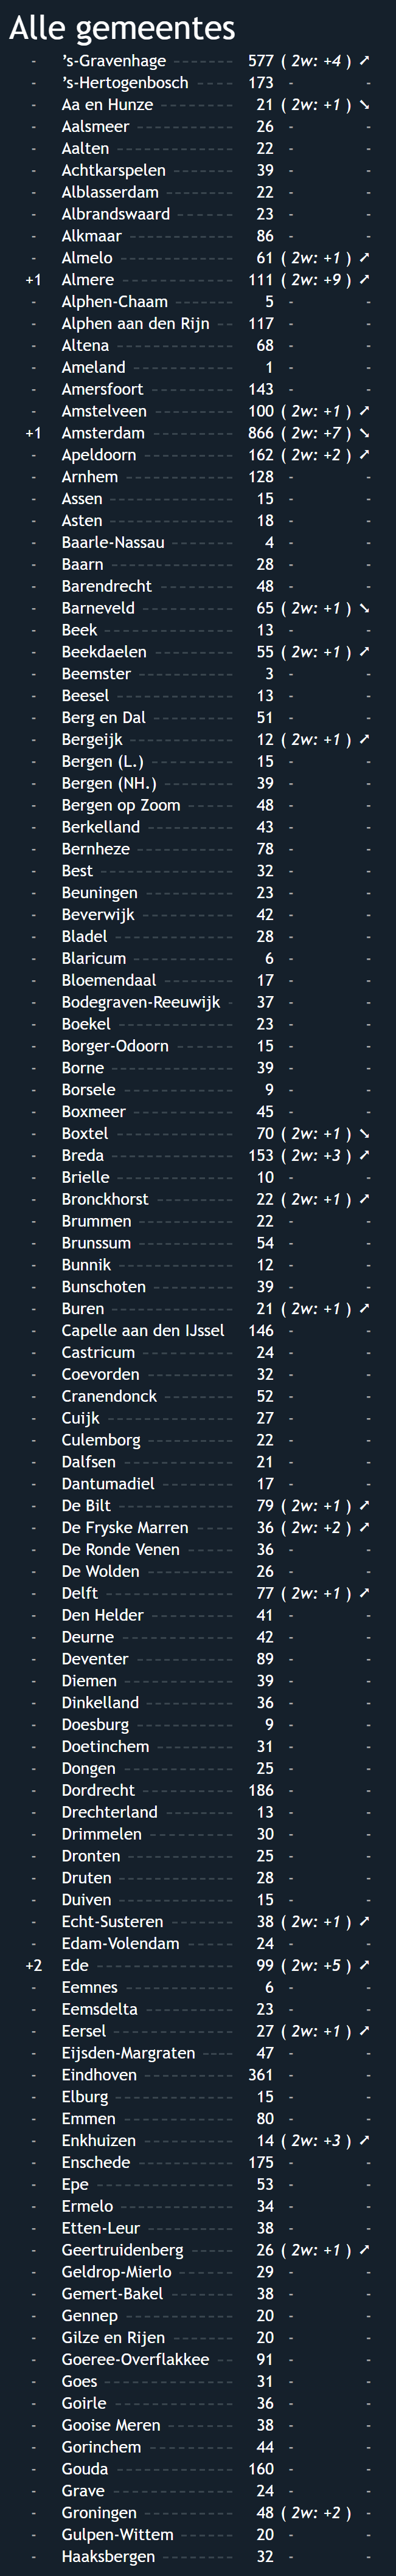 Alle gemeentes
- ’s-Gravenhage ------- 577 ( 2w: +4 ) ➚
- ’s-Hertogenbosch ---- 173 - -
- Aa en Hunze -------- 21 ( 2w: +1 ) ➘
- Aalsmeer ---------- 26 - -
- Aalten ------------ 22 - -
- Achtkarspelen ------ 39 - -
- Alblasserdam ------- 22 - -
- Albrandswaard ------ 23 - -
- Alkmaar ----------- 86 - -
- Almelo ------------ 61 ( 2w: +1 ) ➚
+1 Almere ----------- 111 ( 2w: +9 ) ➚
- Alphen-Chaam ------ 5 - -
- Alphen aan den Rijn -- 117 - -
- Altena ------------ 68 - -
- Ameland ---------- 1 - -
- Amersfoort -------- 143 - -
- Amstelveen -------- 100 ( 2w: +1 ) ➚
+1 Amsterdam -------- 866 ( 2w: +7 ) ➘
- Apeldoorn --------- 162 ( 2w: +2 ) ➚
- Arnhem ----------- 128 - -
- Assen ------------ 15 - -
- Asten ------------ 18 - -
- Baarle-Nassau ------- 4 - -
- Baarn ------------ 28 - -
- Barendrecht -------- 48 - -
- Barneveld --------- 65 ( 2w: +1 ) ➘
- Beek ------------- 13 - -
- Beekdaelen -------- 55 ( 2w: +1 ) ➚
- Beemster ---------- 3 - -
- Beesel ------------ 13 - -
- Berg en Dal -------- 51 - -
- Bergeijk ----------- 12 ( 2w: +1 ) ➚
- Bergen (L.) --------- 15 - -
- Bergen (NH.) ------- 39 - -
- Bergen op Zoom ----- 48 - -
- Berkelland --------- 43 - -
- Bernheze ---------- 78 - -
- Best ------------- 32 - -
- Beuningen --------- 23 - -
- Beverwijk --------- 42 - -
- Bladel ------------ 28 - -
- Blaricum ---------- 6 - -
- Bloemendaal ------- 17 - -
- Bodegraven-Reeuwijk - 37 - -
- Boekel ----------- 23 - -
- Borger-Odoorn ------ 15 - -
- Borne ------------ 39 - -
- Borsele ----------- 9 - -
- Boxmeer ---------- 45 - -
- Boxtel ------------ 70 ( 2w: +1 ) ➘
- Breda ------------ 153 ( 2w: +3 ) ➚
- Brielle ------------ 10 - -
- Bronckhorst -------- 22 ( 2w: +1 ) ➚
- Brummen ---------- 22 - -
- Brunssum ---------- 54 - -
- Bunnik ----------- 12 - -
- Bunschoten -------- 39 - -
- Buren ------------ 21 ( 2w: +1 ) ➚
- Capelle aan den IJssel 146 - -
- Castricum --------- 24 - -
- Coevorden --------- 32 - -
- Cranendonck ------- 52 - -
- Cuijk ------------ 27 - -
- Culemborg --------- 22 - -
- Dalfsen ----------- 21 - -
- Dantumadiel -------- 17 - -
- De Bilt ------------ 79 ( 2w: +1 ) ➚
- De Fryske Marren ---- 36 ( 2w: +2 ) ➚
- De Ronde Venen ----- 36 - -
- De Wolden --------- 26 - -
- Delft ------------- 77 ( 2w: +1 ) ➚
- Den Helder -------- 41 - -
- Deurne ----------- 42 - -
- Deventer ---------- 89 - -
- Diemen ----------- 39 - -
- Dinkelland --------- 36 - -
- Doesburg ---------- 9 - -
- Doetinchem -------- 31 - -
- Dongen ----------- 25 - -
- Dordrecht --------- 186 - -
- Drechterland ------- 13 - -
- Drimmelen -------- 30 - -
- Dronten ---------- 25 - -
- Druten ----------- 28 - -
- Duiven ----------- 15 - -
- Echt-Susteren ------- 38 ( 2w: +1 ) ➚
- Edam-Volendam ----- 24 - -
+2 Ede ------------- 99 ( 2w: +5 ) ➚
- Eemnes ----------- 6 - -
- Eemsdelta --------- 23 - -
- Eersel ------------ 27 ( 2w: +1 ) ➚
- Eijsden-Margraten ---- 47 - -
- Eindhoven --------- 361 - -
- Elburg ------------ 15 - -
- Emmen ----------- 80 - -
- Enkhuizen --------- 14 ( 2w: +3 ) ➚
- Enschede ---------- 175 - -
- Epe ------------- 53 - -
- Ermelo ----------- 34 - -
- Etten-Leur --------- 38 - -
- Geertruidenberg ----- 26 ( 2w: +1 ) ➚
- Geldrop-Mierlo ------ 29 - -
- Gemert-Bakel ------- 38 - -
- Gennep ----------- 20 - -
- Gilze en Rijen ------- 20 - -
- Goeree-Overflakkee -- 91 - -
- Goes ------------- 31 - -
- Goirle ------------ 36 - -
- Gooise Meren ------- 38 - -
- Gorinchem --------- 44 - -
- Gouda ------------ 160 - -
- Grave ------------ 24 - -
- Groningen --------- 48 ( 2w: +2 ) -
- Gulpen-Wittem ------ 20 - -
- Haaksbergen ------- 32 - -